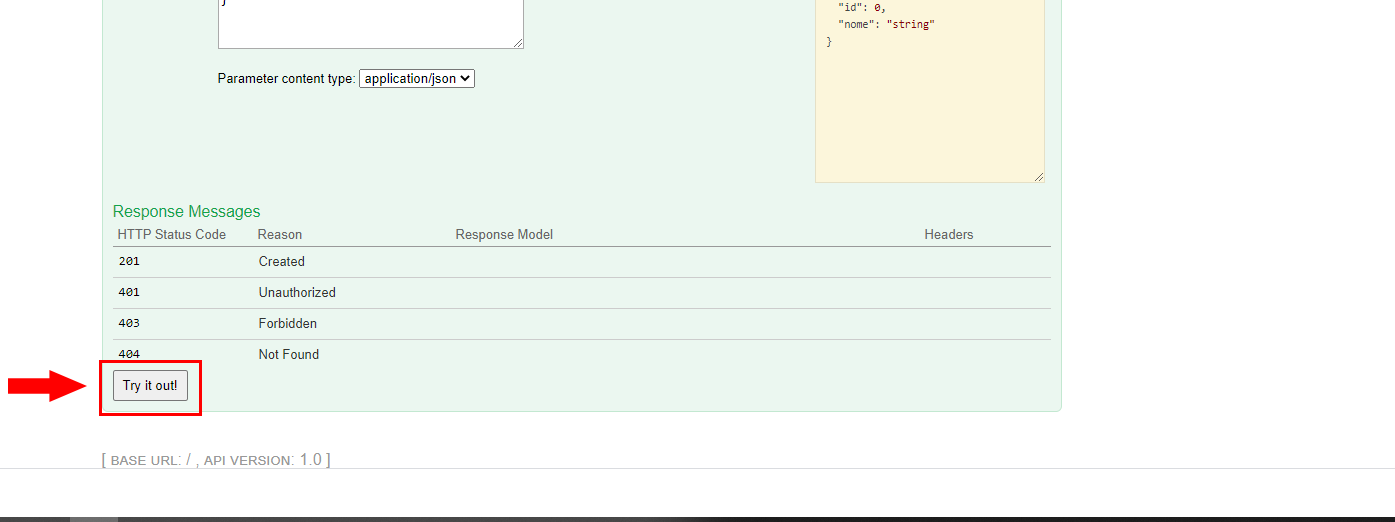 }
"id": 0,
"nome": "string"
}
Parameter content type: application/json
Response Messages
HTTP Status Code Reason Response Model Headers
201 Created
401 Unauthorized
403 Forbidden
404 Not Found
Try it out!
[ BASE URL: / , API VERSION: 1.0 ]